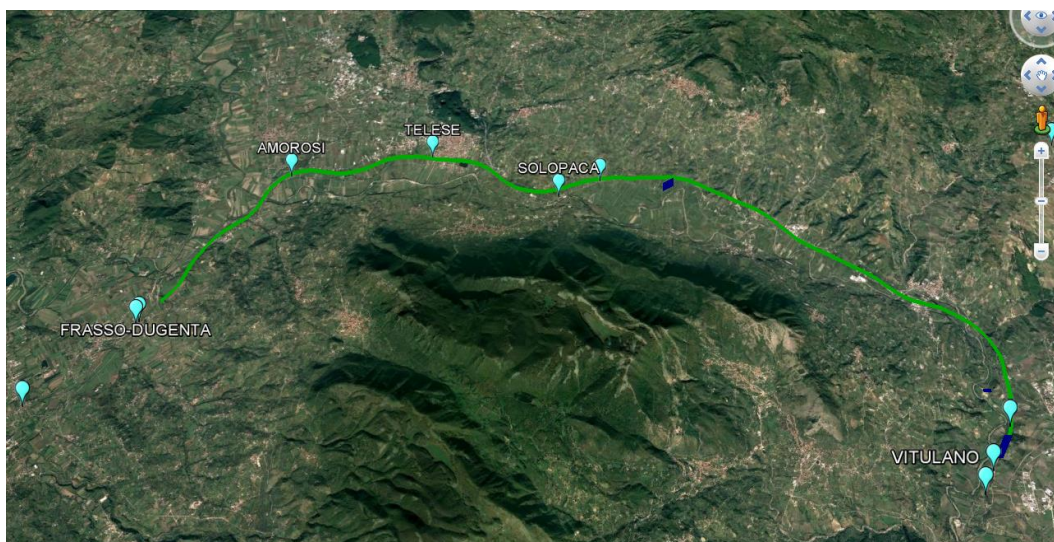 TELESE
AMOROSI
SOLOPACA
FRASSO-DUGENTA
VITULANO